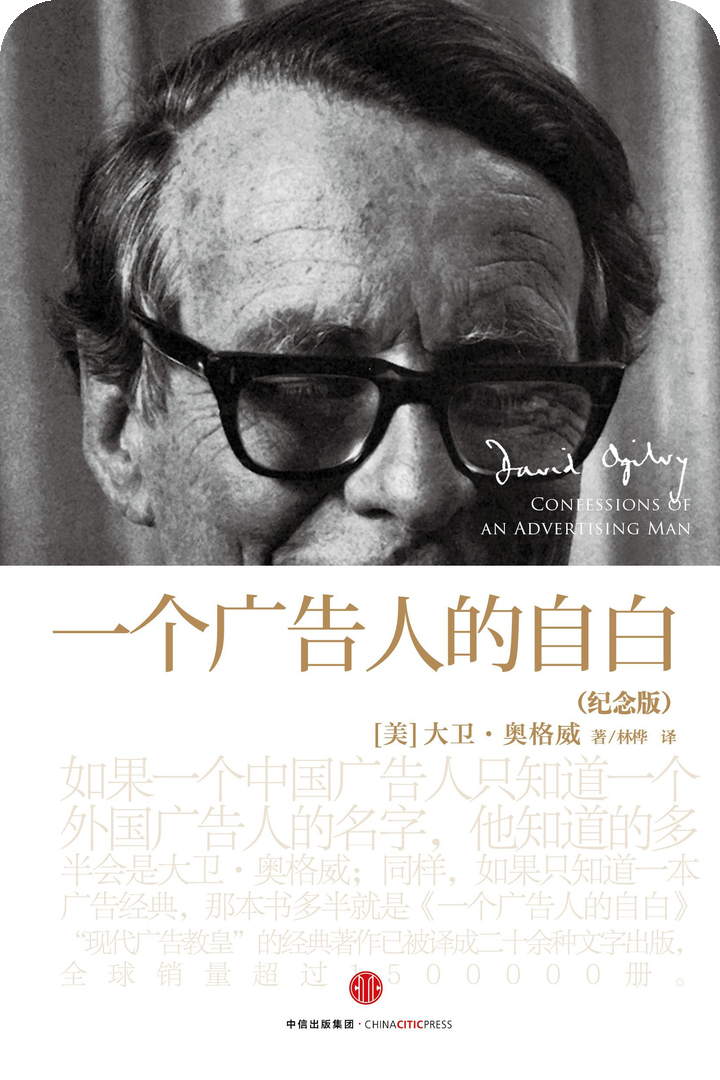 David Ogilvy
CONFESSIONS OF
AN ADVERTISING MAN
一个广告人的自白
（纪念版）
[美] 大卫·奥格威 著/林桦 译
如果一个中国广告人只知道一个
外国广告人的名字，他知道的多
半会是大卫·奥格威；同样，如果只知道一本
广告经典，那本书多半就是《一个广告人的自白》
“现代广告教皇”的经典著作已被译成二十余种文字出版，
全球销量超过1500000册。
中信出版集团·CHINACITICPRESS